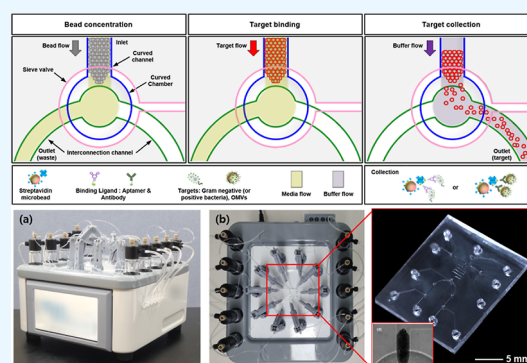 Bead concentration
Target binding
Target collection
Bead flow
Inlet
Curved channel
Sieve valve
Curved Chamber
Outlet (waste)
Interconnection channel
Target flow
Buffer flow
Outlet (target)
Streptavidin microbead
Binding Ligand : Aptamer & Antibody
Targets: Gram negative (or positive bacteria), OMVs
Media flow
Buffer flow
Collection
or
(a)
(b)
5 mm